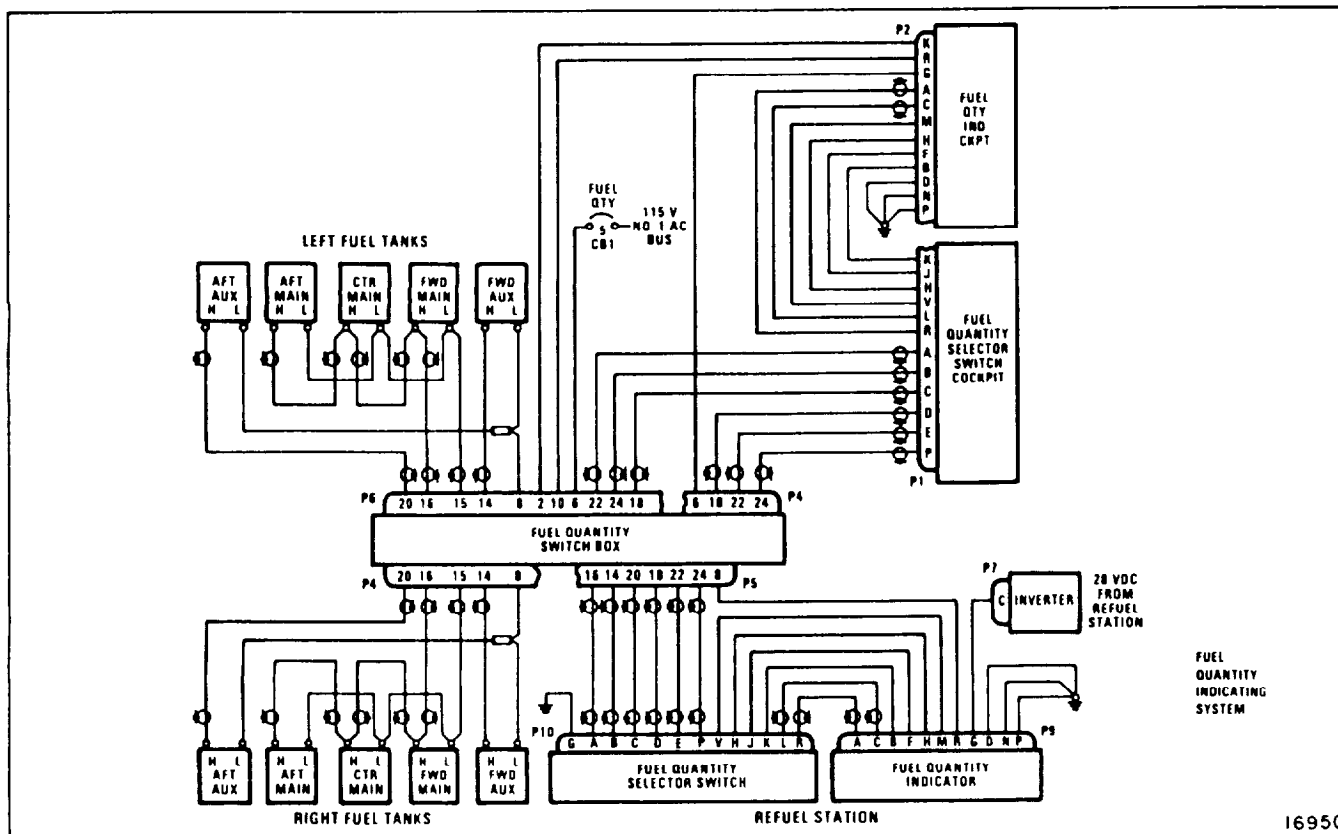 P2
K
R
G
A
C
M
H
F
B
D
N
P
FUEL
QTY
IND
CKPT
FUEL
QTY
5
CB1
115 V
NO 1 AC
BUS
LEFT FUEL TANKS
AFT
AUX
H L
AFT
MAIN
H L
CTR
MAIN
H L
FWD
MAIN
H L
FWD
AUX
H L
K
J
H
V
L
R
A
B
C
D
E
P
P1
FUEL
QUANTITY
SELECTOR
SWITCH
COCKPIT
P6
20 16 15 14 8 2 10 6 22 24 18
6 18 22 24
P4
FUEL QUANTITY
SWITCH BOX
P4
20 16 15 14 8
16 14 20 18 22 24 8
P5
P7
C
INVERTER
28 VDC
FROM
REFUEL
STATION
FUEL
QUANTITY
INDICATING
SYSTEM
P10
G A B C D E P V H J K L R
FUEL QUANTITY
SELECTOR SWITCH
A C B F H M R G D N P
P9
FUEL QUANTITY
INDICATOR
H L
AFT
AUX
H L
AFT
MAIN
H L
CTR
MAIN
H L
FWD
MAIN
H L
FWD
AUX
RIGHT FUEL TANKS
REFUEL STATION